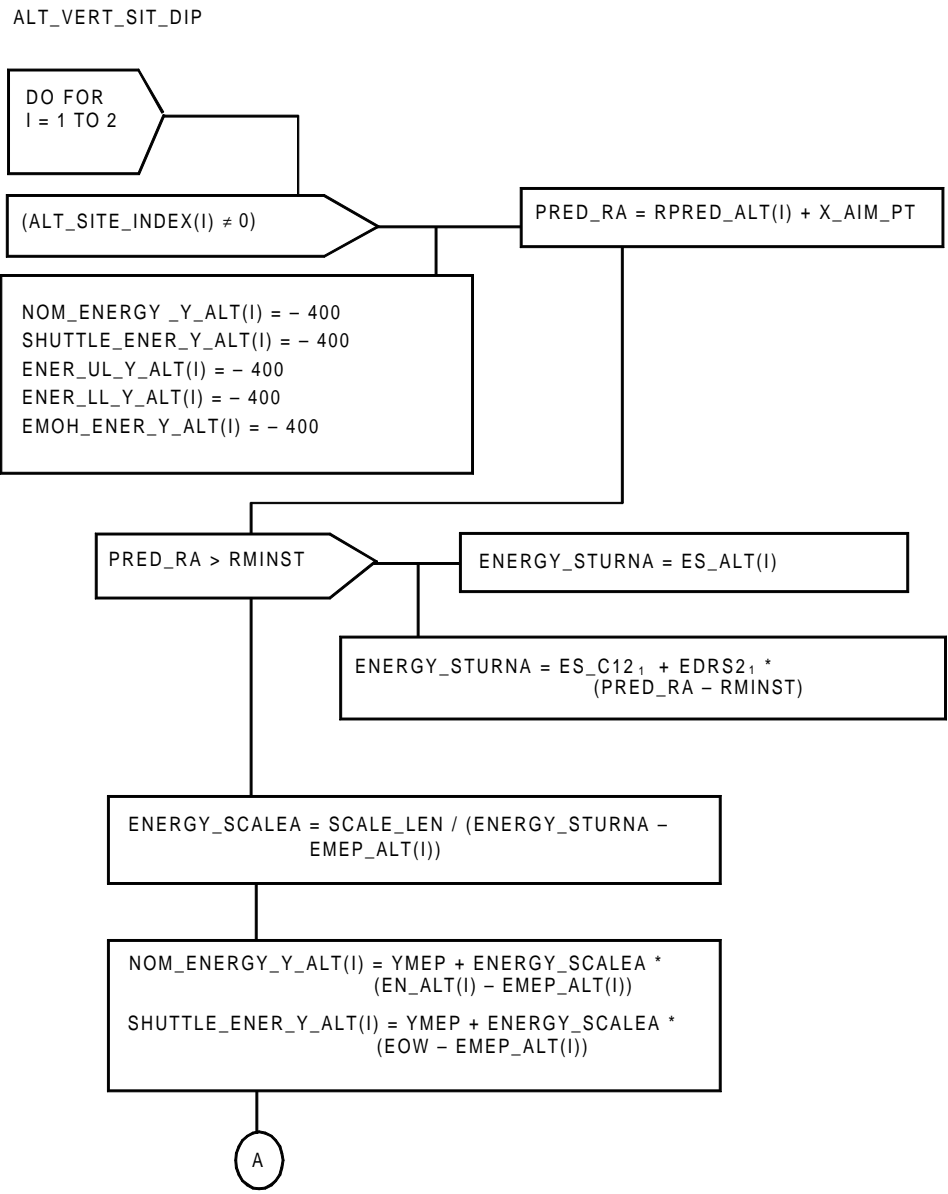 ALT_VERT_SIT_DIP
DO FOR
I = 1 TO 2
(ALT_SITE_INDEX(I) ≠ 0)
PRED_RA = RPRED_ALT(I) + X_AIM_PT
NOM_ENERGY _Y_ALT(I) = – 400
SHUTTLE_ENER_Y_ALT(I) = – 400
ENER_UL_Y_ALT(I) = – 400
ENER_LL_Y_ALT(I) = – 400
EMOH_ENER_Y_ALT(I) = – 400
PRED_RA > RMINST
ENERGY_STURNA = ES_ALT(I)
ENERGY_STURNA = ES_C12₁ + EDRS2₁ *
(PRED_RA – RMINST)
ENERGY_SCALEA = SCALE_LEN / (ENERGY_STURNA –
EMEP_ALT(I))
NOM_ENERGY_Y_ALT(I) = YMEP + ENERGY_SCALEA *
(EN_ALT(I) – EMEP_ALT(I))
SHUTTLE_ENER_Y_ALT(I) = YMEP + ENERGY_SCALEA *
(EOW – EMEP_ALT(I))
A